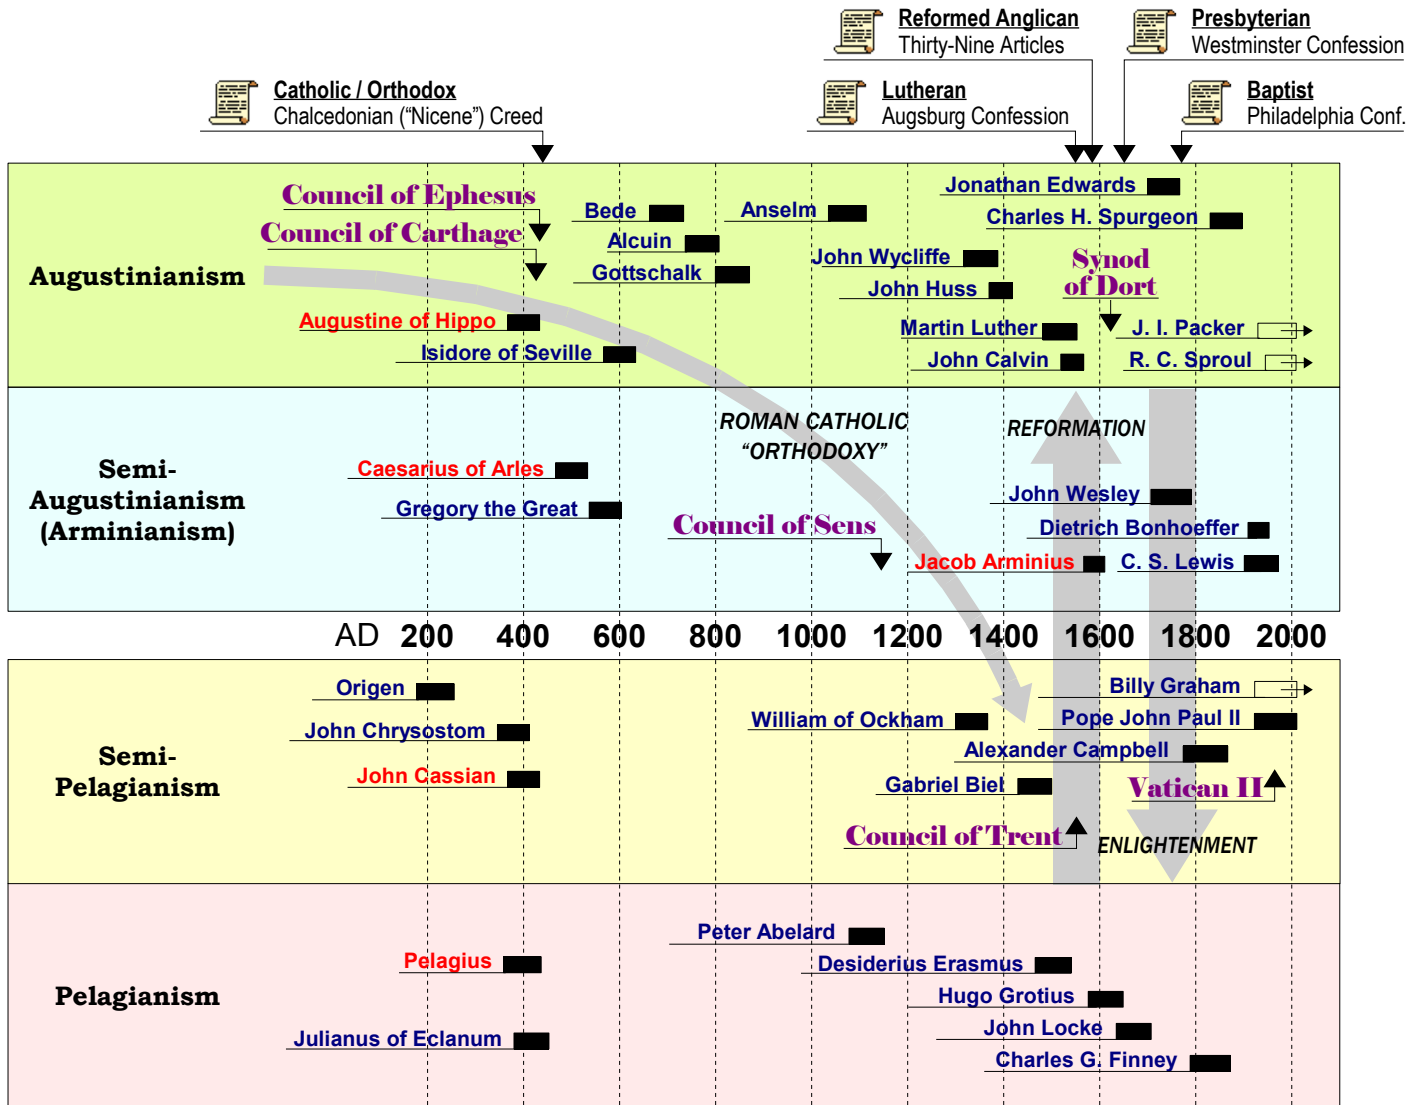 Reformed Anglican
Thirty-Nine Articles
Presbyterian
Westminster Confession
Catholic / Orthodox
Chalcedonian (“Nicene”) Creed
Lutheran
Augsburg Confession
Baptist
Philadelphia Conf.
Augustinianism
Council of Ephesus
Council of Carthage
Bede
Anselm
Jonathan Edwards
Charles H. Spurgeon
Alcuin
Gottschalk
John Wycliffe
John Huss
Synod
of Dort
Augustine of Hippo
Isidore of Seville
Martin Luther
John Calvin
J. I. Packer
R. C. Sproul
Semi-
Augustinianism
(Arminianism)
ROMAN CATHOLIC
“ORTHODOXY”
REFORMATION
Caesarius of Arles
Gregory the Great
Council of Sens
John Wesley
Dietrich Bonhoeffer
Jacob Arminius
C. S. Lewis
AD 200 400 600 800 1000 1200 1400 1600 1800 2000
Semi-
Pelagianism
Origen
John Chrysostom
John Cassian
William of Ockham
Gabriel Biel
Council of Trent
Billy Graham
Pope John Paul II
Alexander Campbell
Vatican II
ENLIGHTENMENT
Pelagianism
Pelagius
Julianus of Eclanum
Peter Abelard
Desiderius Erasmus
Hugo Grotius
John Locke
Charles G. Finney